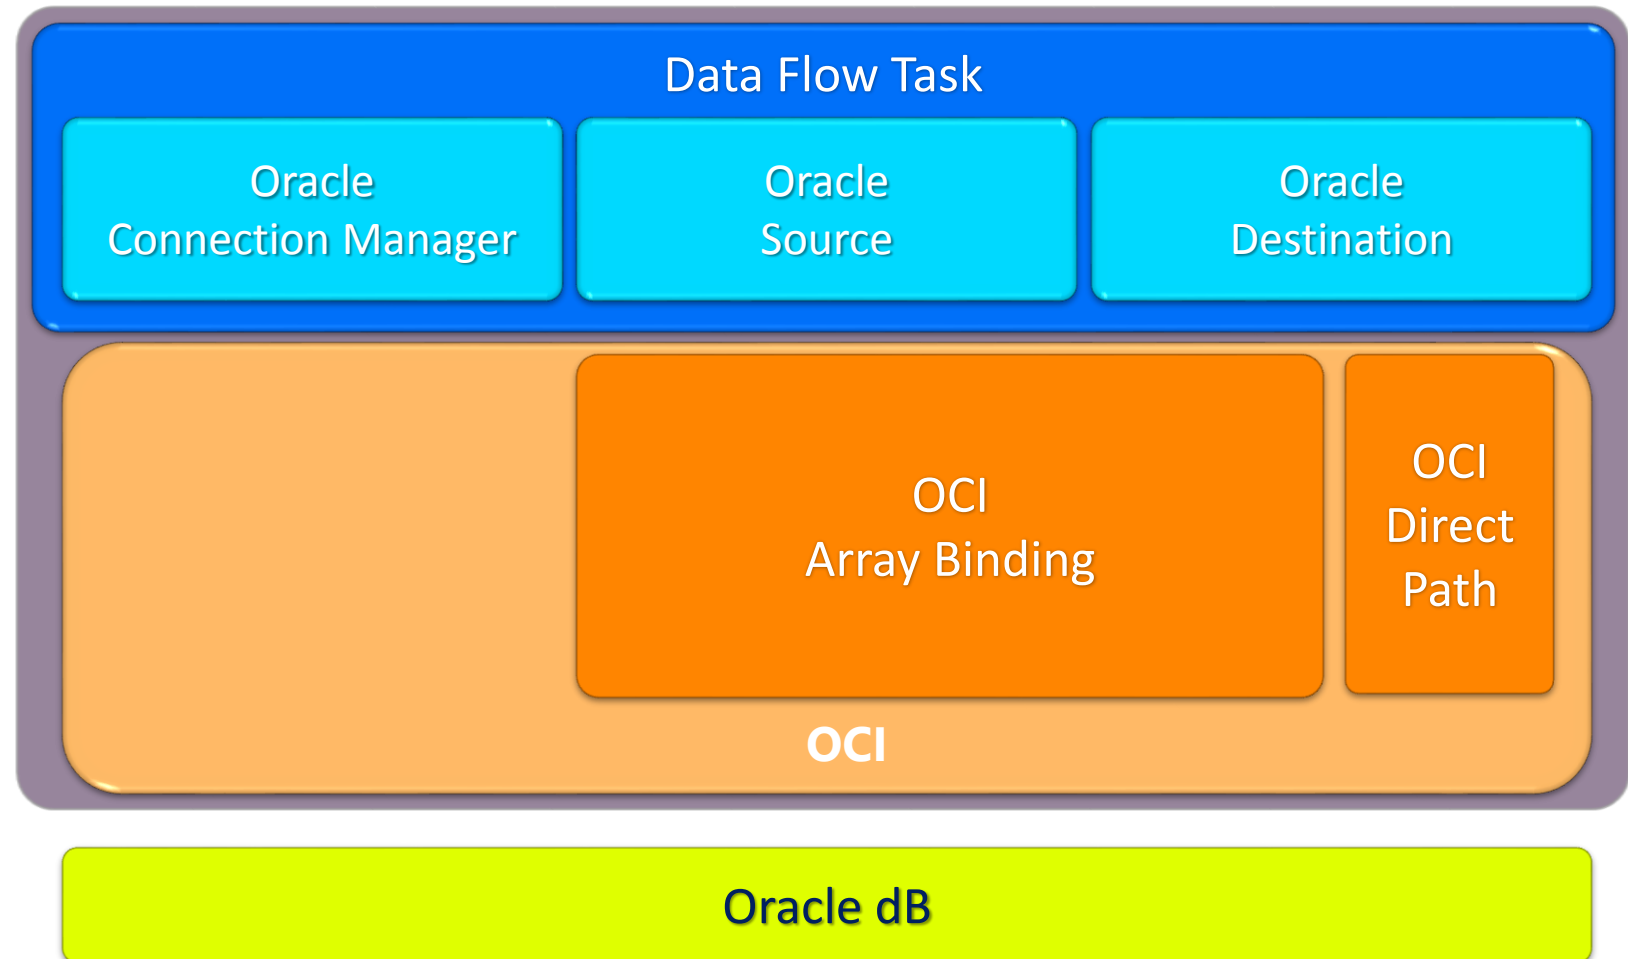 Data Flow Task
Oracle
Connection Manager
Oracle
Source
Oracle
Destination
OCI
Array Binding
OCI
Direct
Path
OCI
Oracle dB